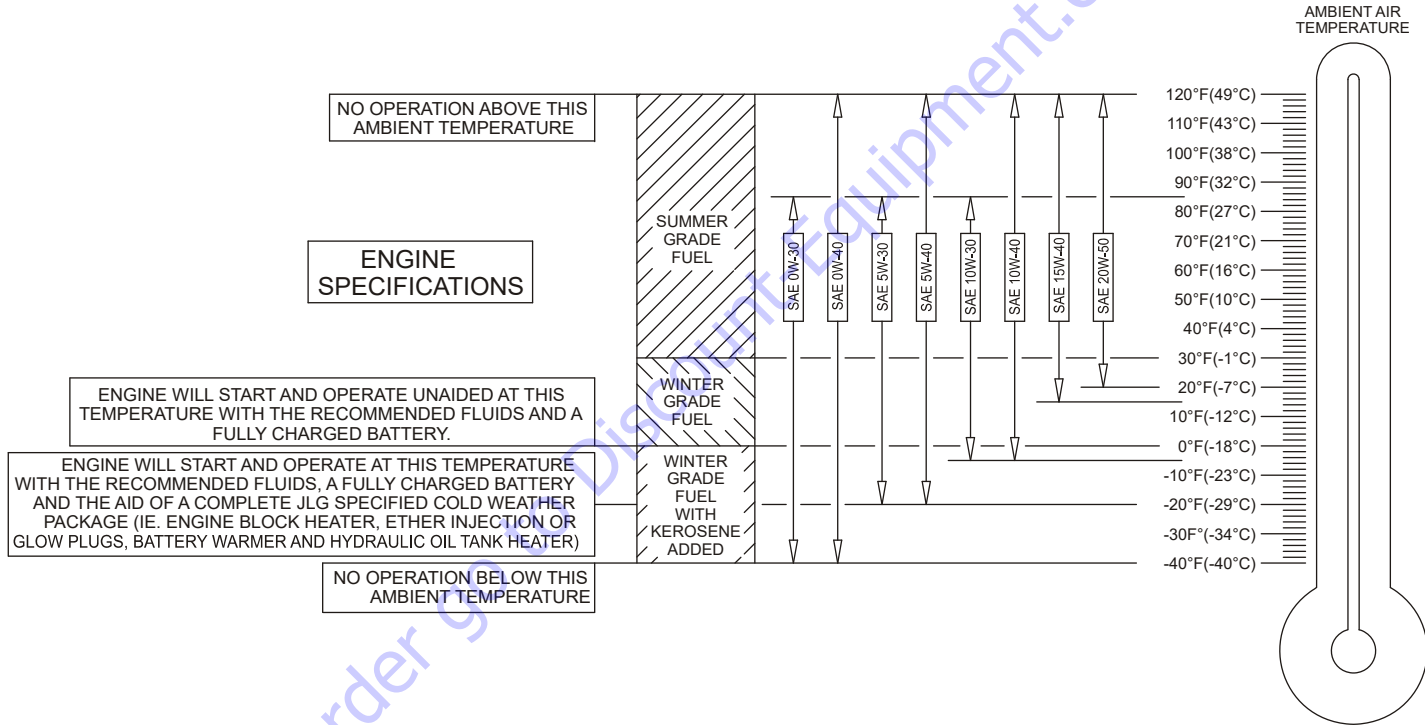 AMBIENT AIR
TEMPERATURE
NO OPERATION ABOVE THIS
AMBIENT TEMPERATURE
120°F(49°C)
110°F(43°C)
100°F(38°C)
90°F(32°C)
80°F(27°C)
70°F(21°C)
60°F(16°C)
50°F(10°C)
40°F(4°C)
30°F(-1°C)
20°F(-7°C)
10°F(-12°C)
0°F(-18°C)
-10°F(-23°C)
-20°F(-29°C)
-30F°(-34°C)
-40°F(-40°C)
SUMMER
GRADE
FUEL
SAE 0W-30
SAE 0W-40
SAE 5W-30
SAE 5W-40
SAE 10W-30
SAE 10W-40
SAE 15W-40
SAE 20W-50
ENGINE
SPECIFICATIONS
WINTER
GRADE
FUEL
ENGINE WILL START AND OPERATE UNAIDED AT THIS
TEMPERATURE WITH THE RECOMMENDED FLUIDS AND A
FULLY CHARGED BATTERY.
ENGINE WILL START AND OPERATE AT THIS TEMPERATURE
WITH THE RECOMMENDED FLUIDS, A FULLY CHARGED BATTERY
AND THE AID OF A COMPLETE JLG SPECIFIED COLD WEATHER
PACKAGE (IE. ENGINE BLOCK HEATER, ETHER INJECTION OR
GLOW PLUGS, BATTERY WARMER AND HYDRAULIC OIL TANK HEATER)
WINTER
GRADE
FUEL
WITH
KEROSENE
ADDED
NO OPERATION BELOW THIS
AMBIENT TEMPERATURE
rder go to Discount-Equipment.c